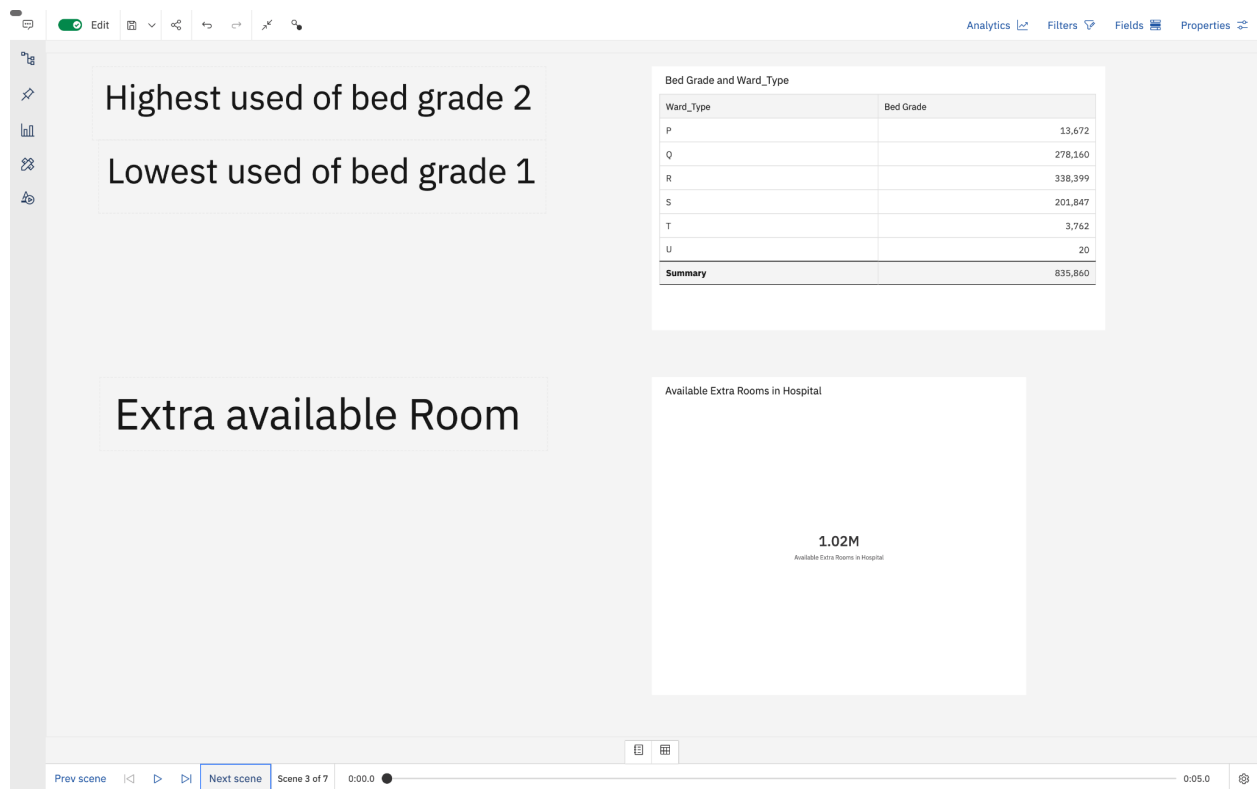 Edit
Analytics
Filters
Fields
Properties
Highest used of bed grade 2
Lowest used of bed grade 1
Bed Grade and Ward_Type
Ward_Type Bed Grade
P 13,672
Q 278,160
R 338,399
S 201,847
T 3,762
U 20
Summary 835,860
Extra available Room
Available Extra Rooms in Hospital
1.02M
Available Extra Rooms in Hospital
Prev scene
Next scene
Scene 3 of 7
0:00.0
0:05.0